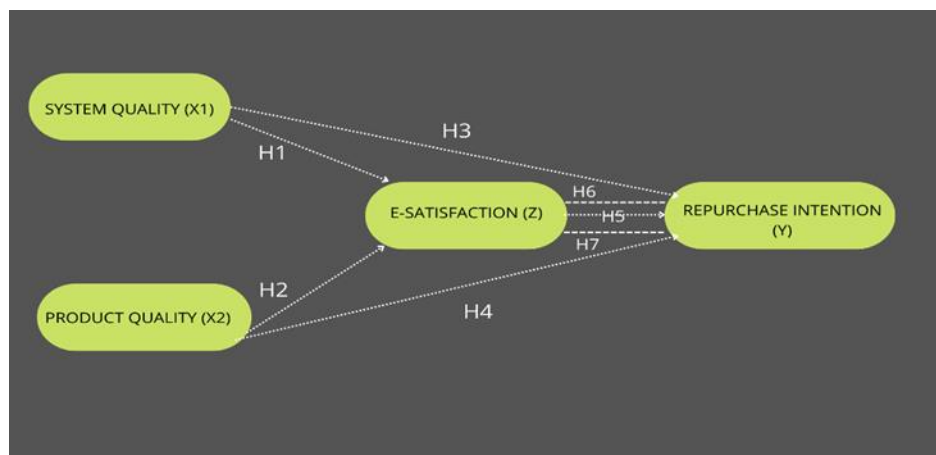 SYSTEM QUALITY (X1)
H3
H1
H6
E-SATISFACTION (Z)
H5
REPURCHASE INTENTION
(Y)
H7
H2
PRODUCT QUALITY (X2)
H4